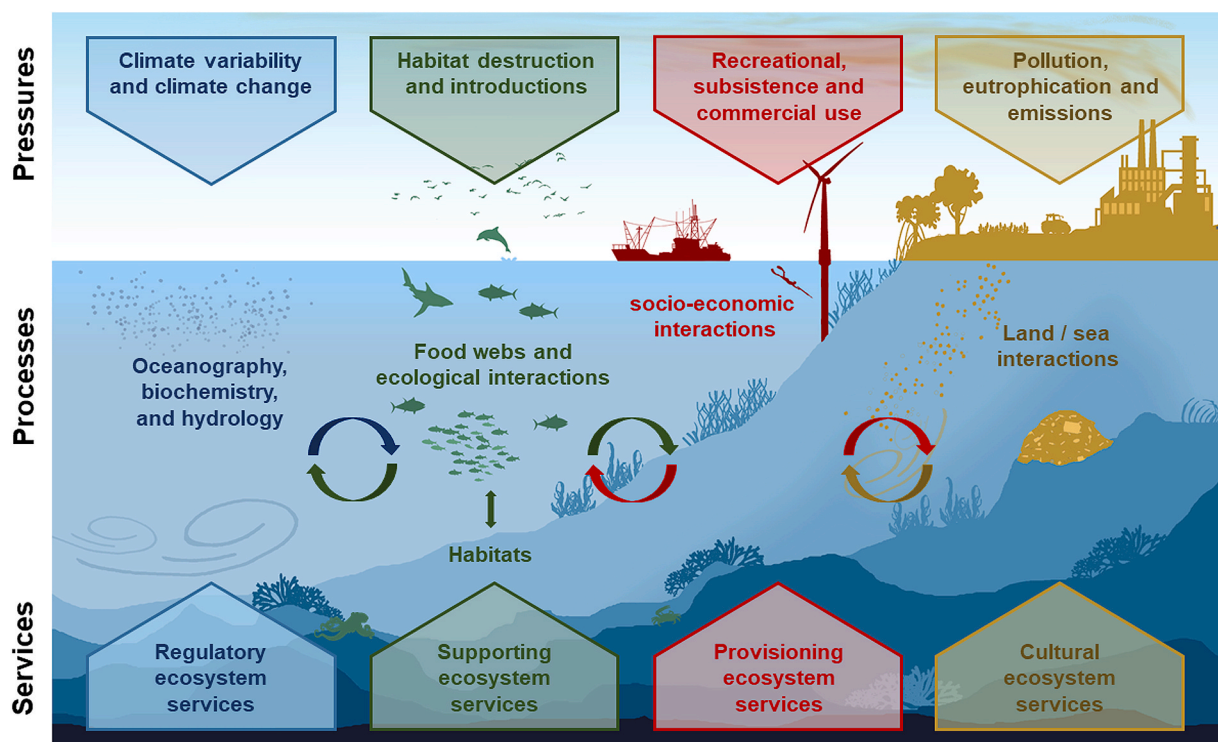 Pressures
Climate variability
and climate change
Habitat destruction
and introductions
Recreational,
subsistence and
commercial use
Pollution,
eutrophication and
emissions
Processes
Oceanography,
biochemistry,
and hydrology
Food webs and
ecological interactions
Habitats
socio-economic
interactions
Land / sea
interactions
Services
Regulatory
ecosystem
services
Supporting
ecosystem
services
Provisioning
ecosystem
services
Cultural
ecosystem
services